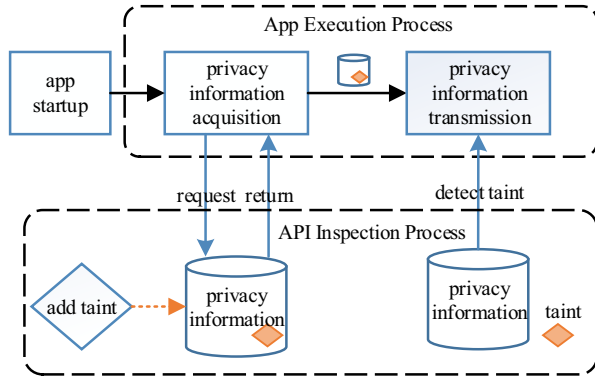 App Execution Process
app
startup
privacy
information
acquisition
privacy
information
transmission
request
return
detect taint
API Inspection Process
add taint
privacy
information
privacy
information
taint